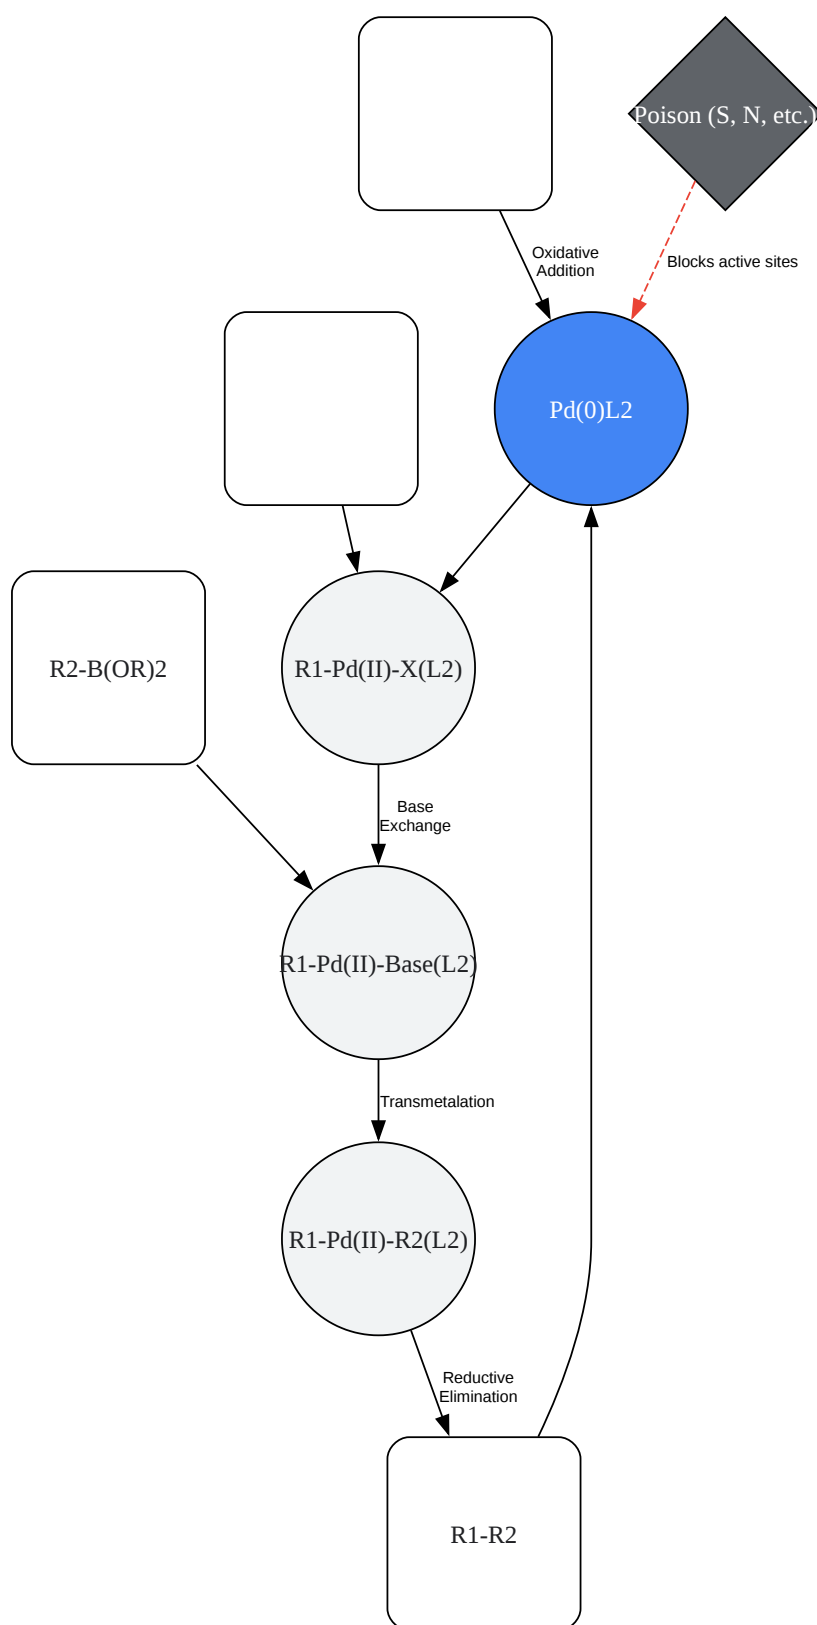 Poison (S, N, etc.)
Oxidative
Addition
Blocks active sites
Pd(0)L2
R2-B(OR)2
R1-Pd(II)-X(L2)
Base
Exchange
R1-Pd(II)-Base(L2)
Transmetalation
R1-Pd(II)-R2(L2)
Reductive
Elimination
R1-R2